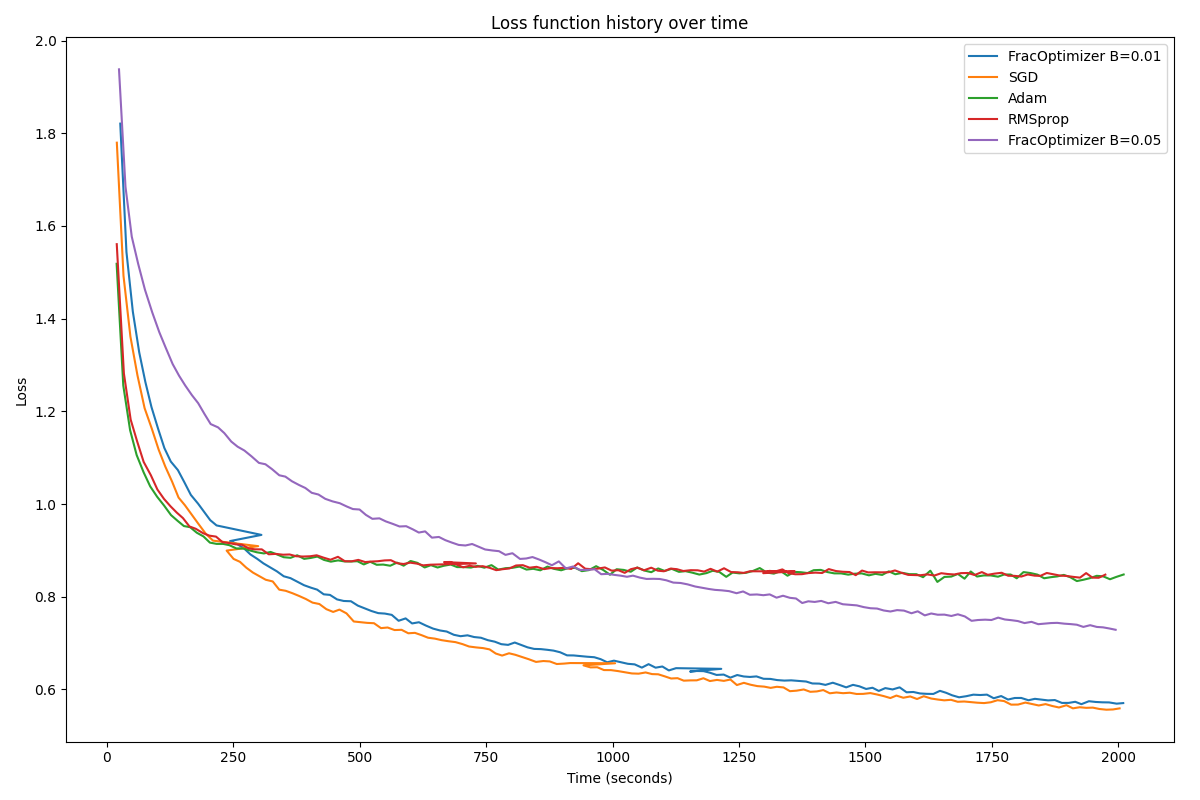 Loss function history over time
2.0
1.8
1.6
1.4
1.2
1.0
0.8
0.6
Loss
FracOptimizer B=0.01
SGD
Adam
RMSprop
FracOptimizer B=0.05
0 250 500 750 1000 1250 1500 1750 2000
Time (seconds)